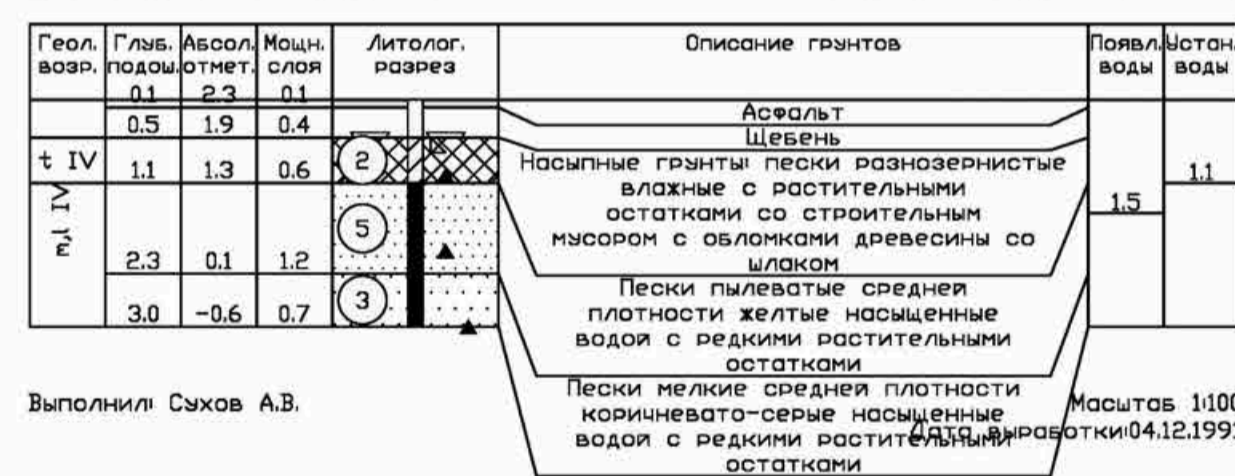 Геол. возр. Глуб. подош. Абсол. отмет. Мощн. слоя Литолог. разрез Описание грунтов Появл. воды Устан. воды
0.1 2.3 0.1 Асфальт
0.5 1.9 0.4 Щебень
t IV 1.1 1.3 0.6 2 Насыпные грунты: пески разнозернистые
влажные с растительными
остатками со строительным
мусором с обломками древесины со
шлаком
1.5 1.1
m,l IV 2.3 0.1 1.2 5 Пески пылеватые средней
плотности желтые насыщенные
водой с редкими растительными
остатками
3.0 -0.6 0.7 3 Пески мелкие средней плотности
коричневато-серые насыщенные
водой с редкими растительными
остатками
Выполнил: Сухов А.В.
Масштаб 1:100
Дата выработки:04.12.1991